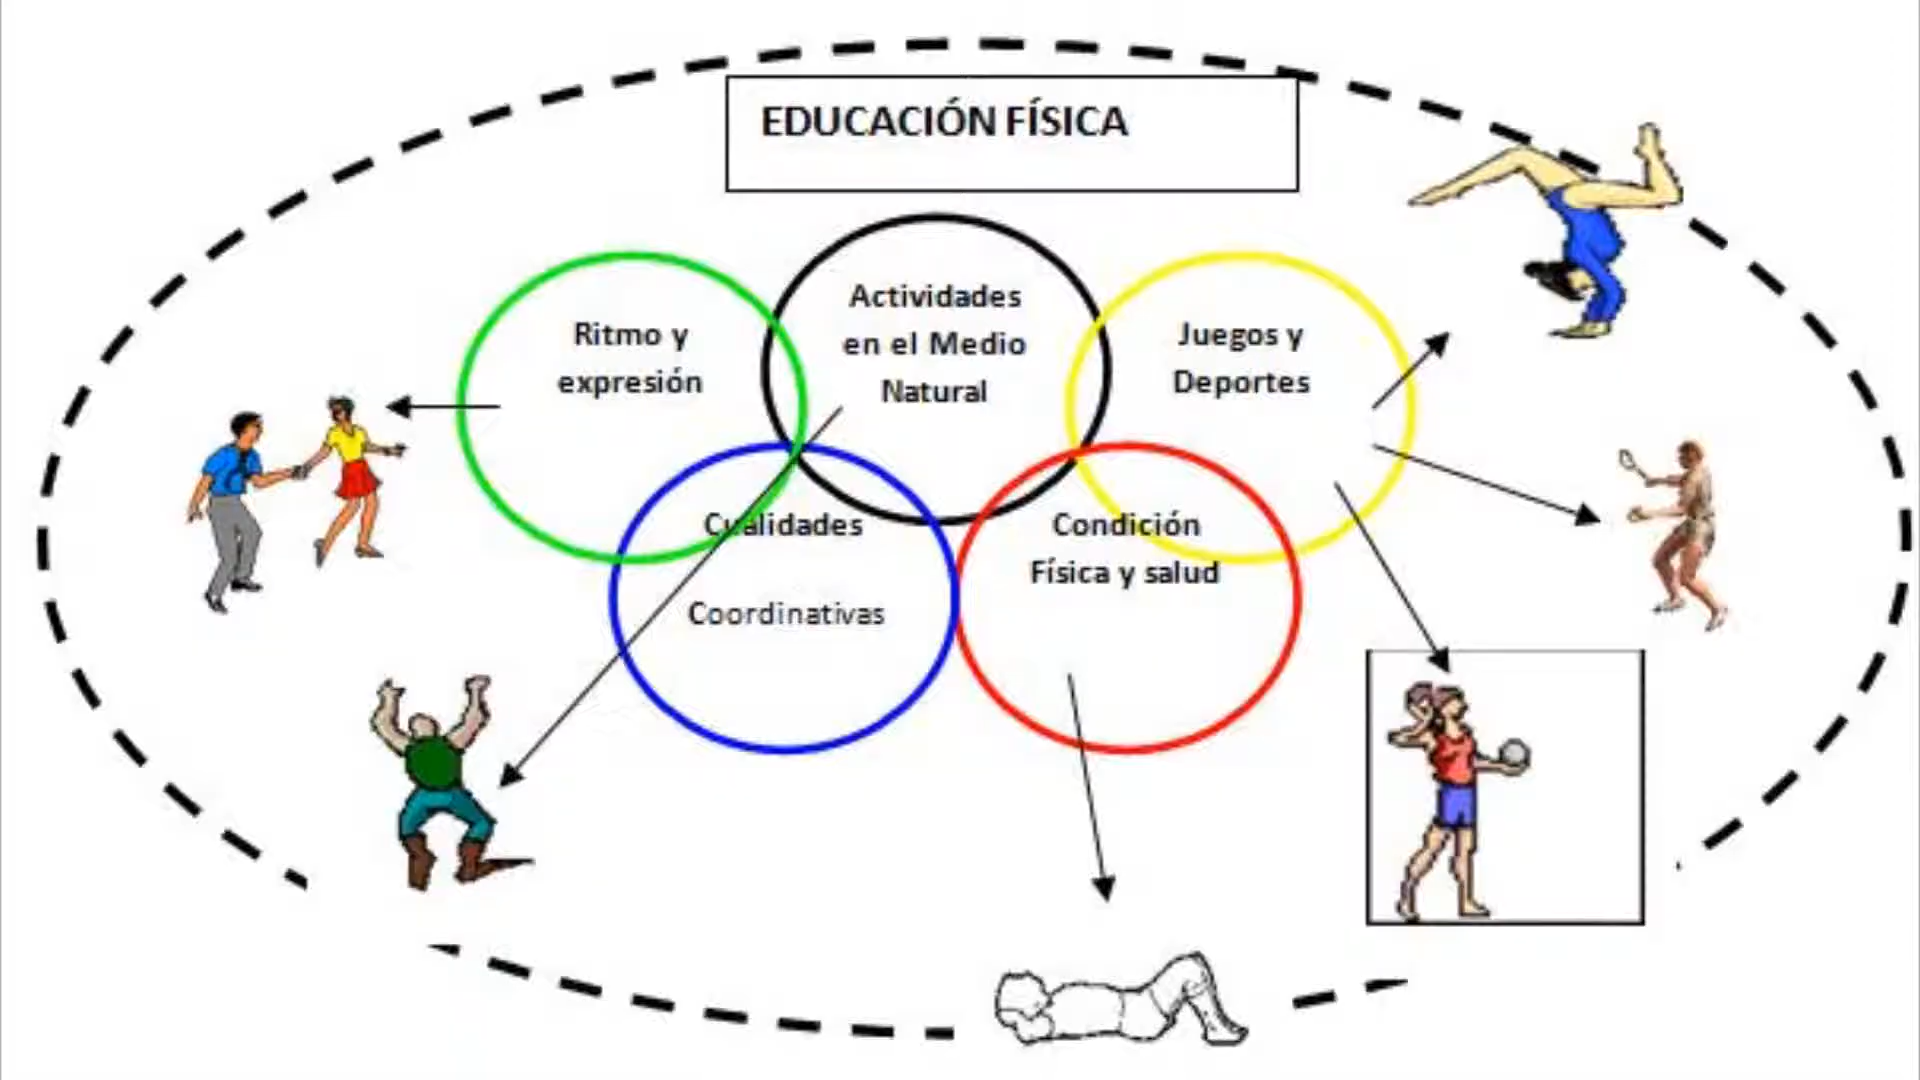 EDUCACIÓN FÍSICA
Ritmo y
expresión
Actividades
en el Medio
Natural
Juegos y
Deportes
Cualidades
Coordinativas
Condición
Física y salud